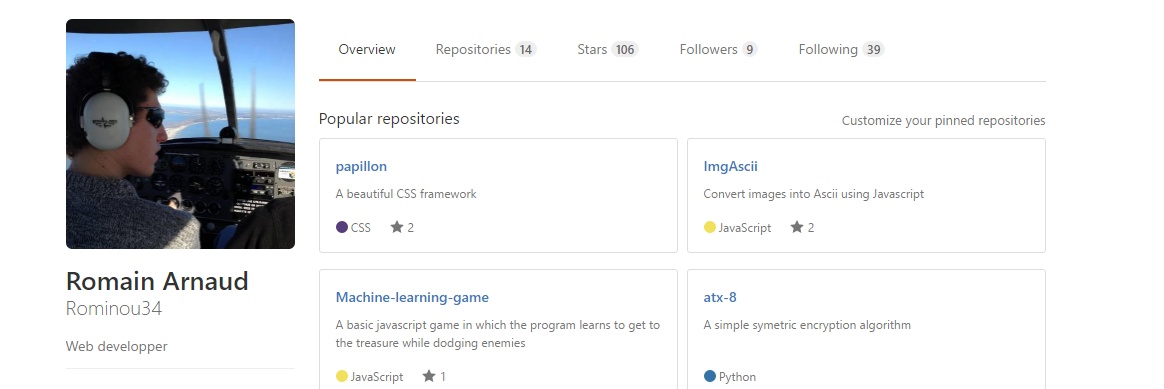 Overview Repositories 14 Stars 106 Followers 9 Following 39
Popular repositories Customize your pinned repositories
papillon
A beautiful CSS framework
CSS 2
ImgAscii
Convert images into Ascii using Javascript
JavaScript 2
Romain Arnaud
Rominou34
Web developper
Machine-learning-game
A basic javascript game in which the program learns to get to
the treasure while dodging enemies
JavaScript 1
atx-8
A simple symetric encryption algorithm
Python